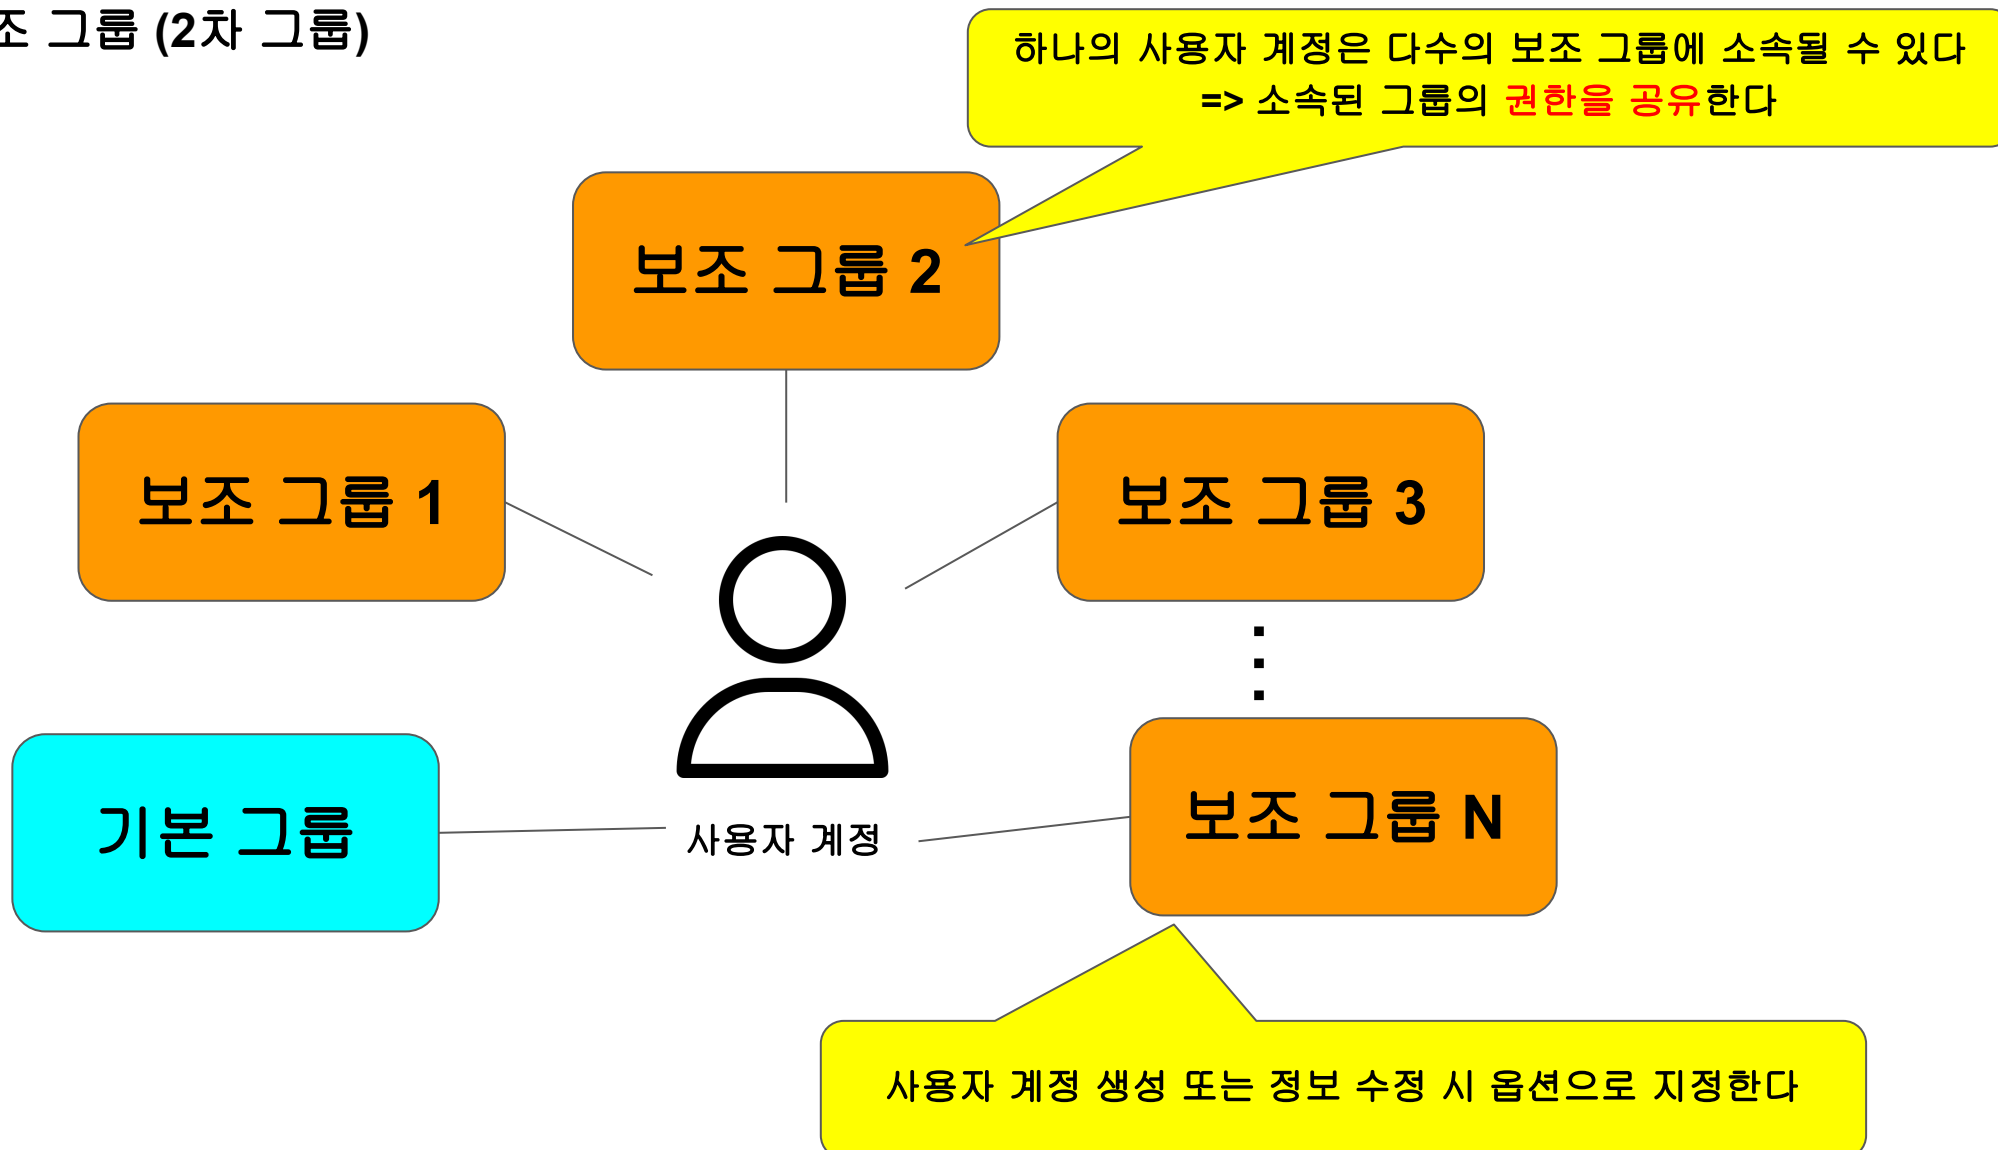 조 그룹 (2차 그룹)
하나의 사용자 계정은 다수의 보조 그룹에 소속될 수 있다
=> 소속된 그룹의 권한을 공유한다
보조 그룹 2
보조 그룹 1
보조 그룹 3
기본 그룹
사용자 계정
보조 그룹 N
사용자 계정 생성 또는 정보 수정 시 옵션으로 지정한다